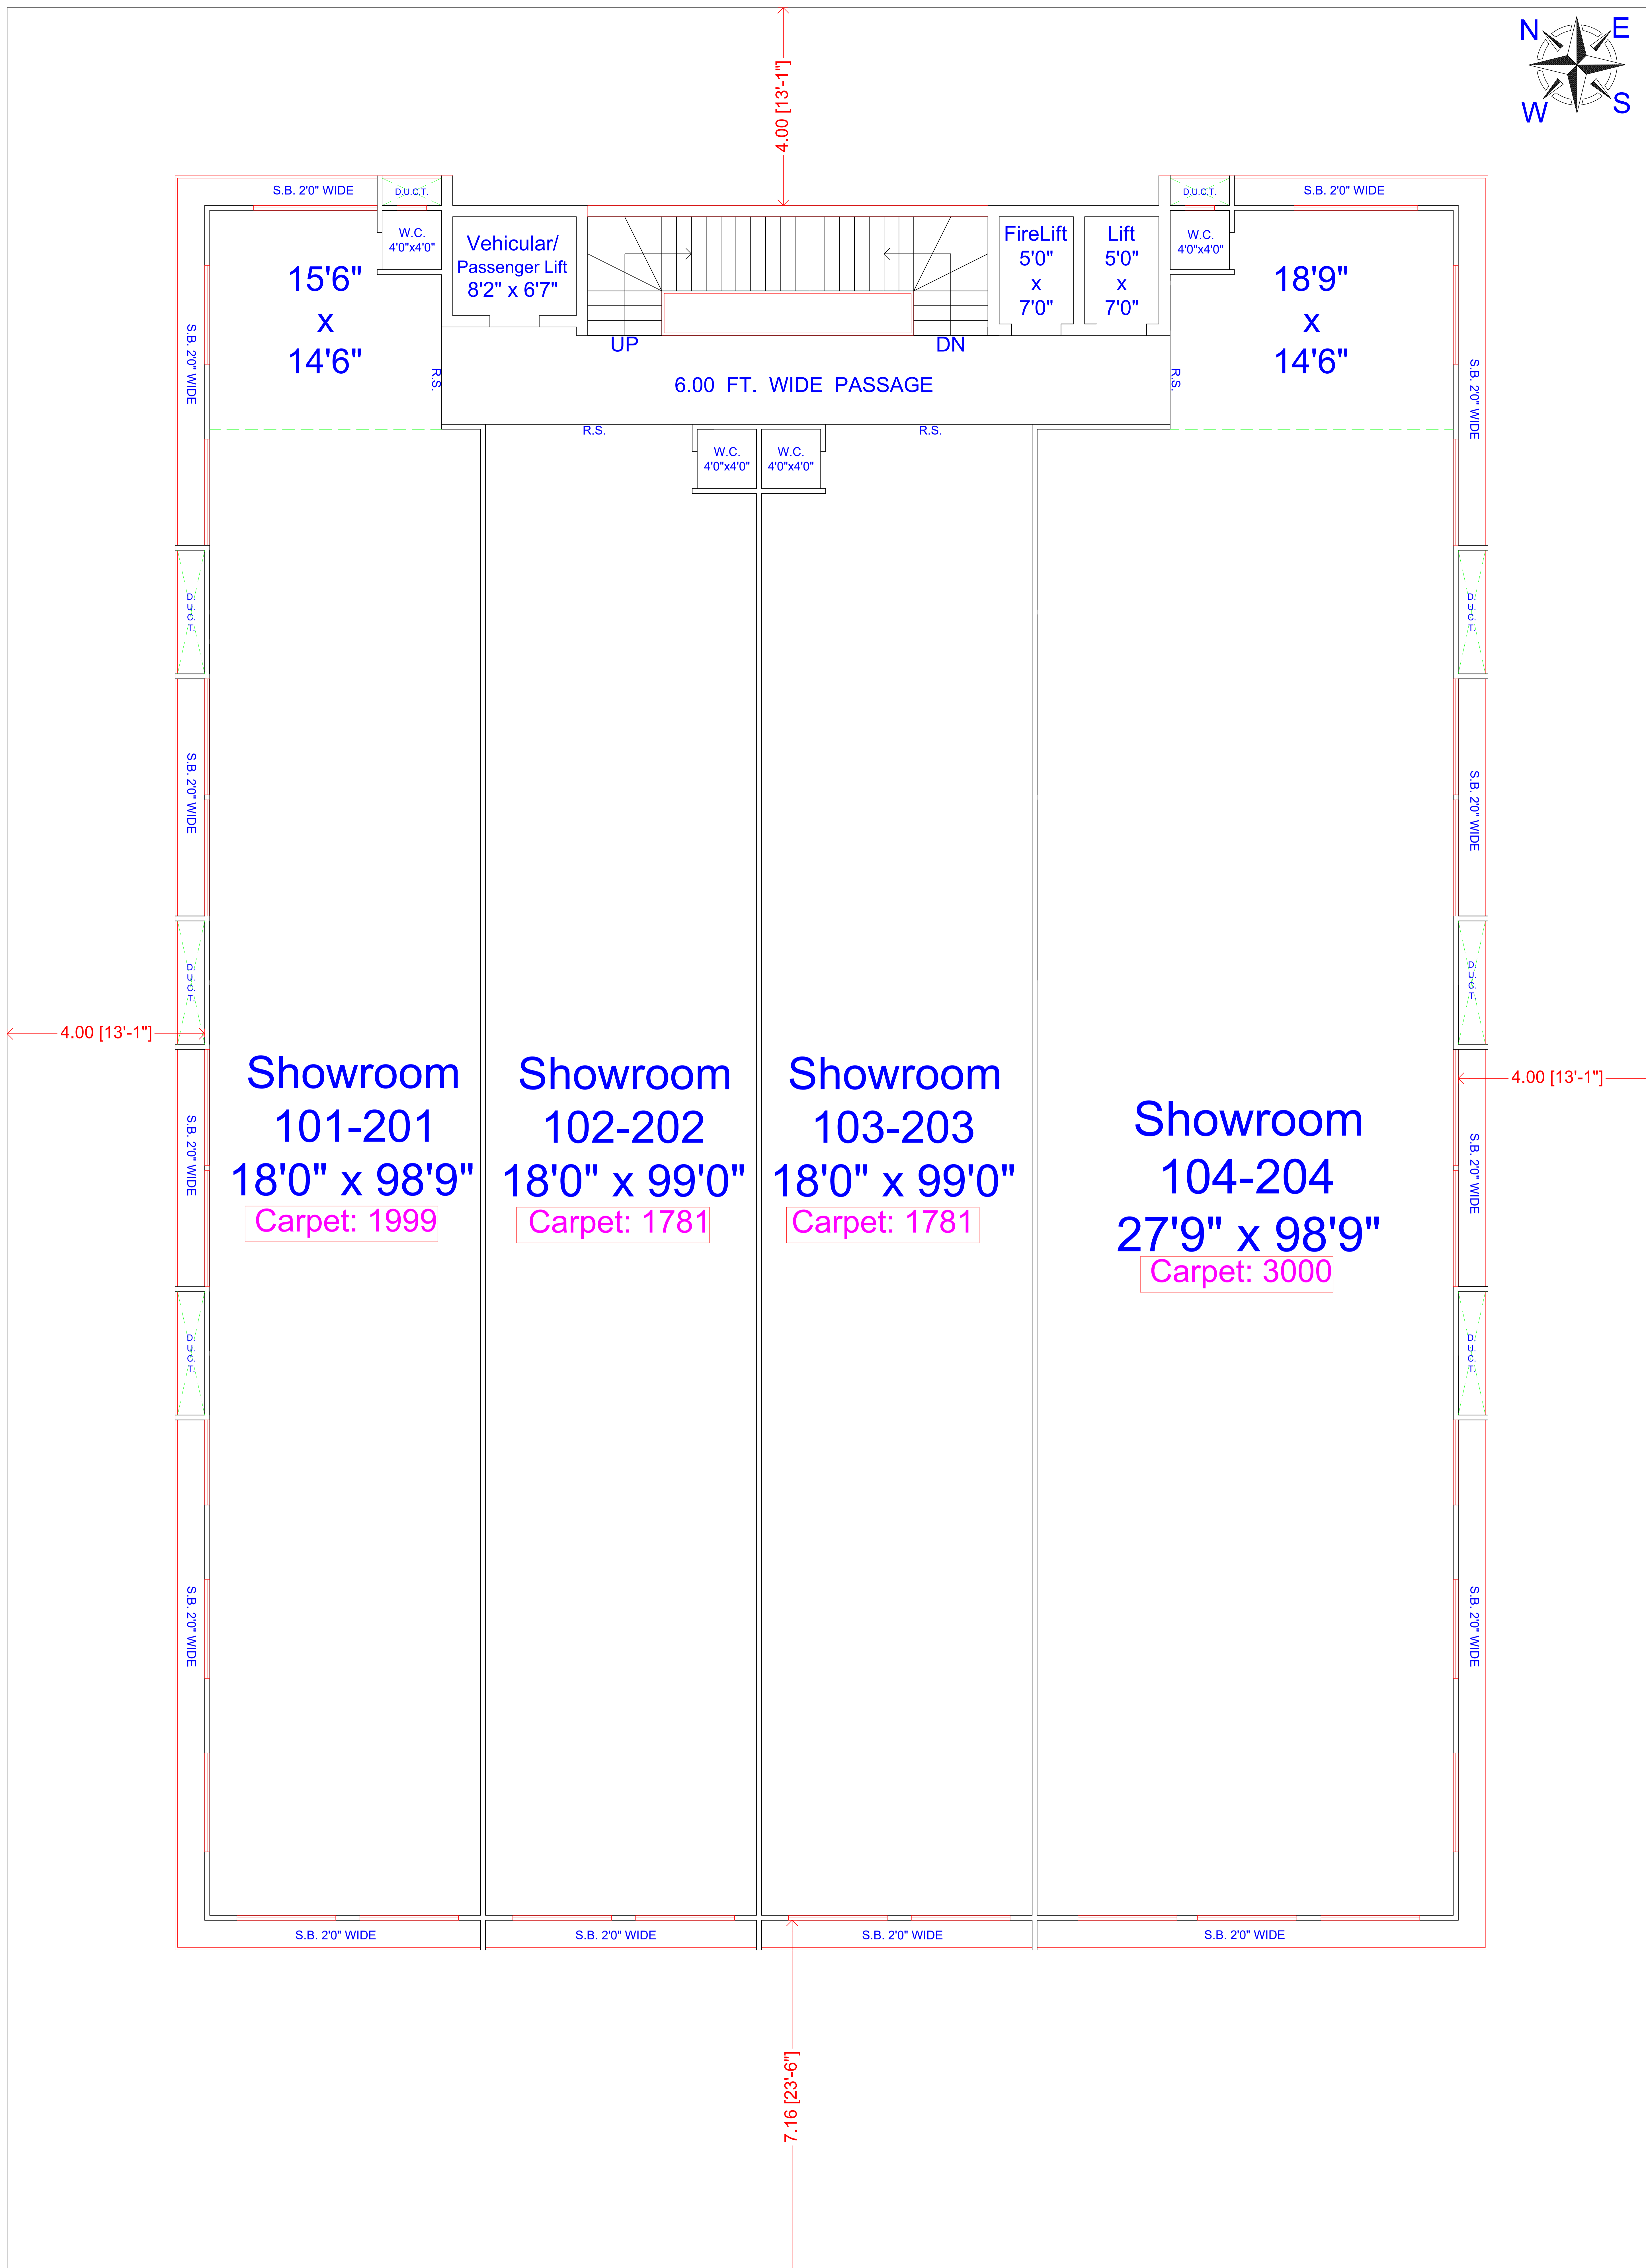 N E
W S
4.00 [13'-1"]
S.B. 2'0" WIDE
D.U.C.T.
D.U.C.T.
S.B. 2'0" WIDE
W.C.
4'0"x4'0"
Vehicular/
Passenger Lift
8'2" x 6'7"
FireLift
5'0"
x
7'0"
Lift
5'0"
x
7'0"
W.C.
4'0"x4'0"
15'6"
x
14'6"
18'9"
x
14'6"
UP
DN
S.B. 2'0" WIDE
R.S.
6.00 FT. WIDE PASSAGE
R.S.
S.B. 2'0" WIDE
R.S.
R.S.
W.C.
4'0"x4'0"
W.C.
4'0"x4'0"
D.U.C.T.
D.U.C.T.
S.B. 2'0" WIDE
S.B. 2'0" WIDE
D.U.C.T.
D.U.C.T.
4.00 [13'-1"]
4.00 [13'-1"]
Showroom
101-201
18'0" x 98'9"
Carpet: 1999
Showroom
102-202
18'0" x 99'0"
Carpet: 1781
Showroom
103-203
18'0" x 99'0"
Carpet: 1781
Showroom
104-204
27'9" x 98'9"
Carpet: 3000
S.B. 2'0" WIDE
S.B. 2'0" WIDE
D.U.C.T.
D.U.C.T.
S.B. 2'0" WIDE
S.B. 2'0" WIDE
S.B. 2'0" WIDE
S.B. 2'0" WIDE
S.B. 2'0" WIDE
S.B. 2'0" WIDE
7.16 [23'-6"]